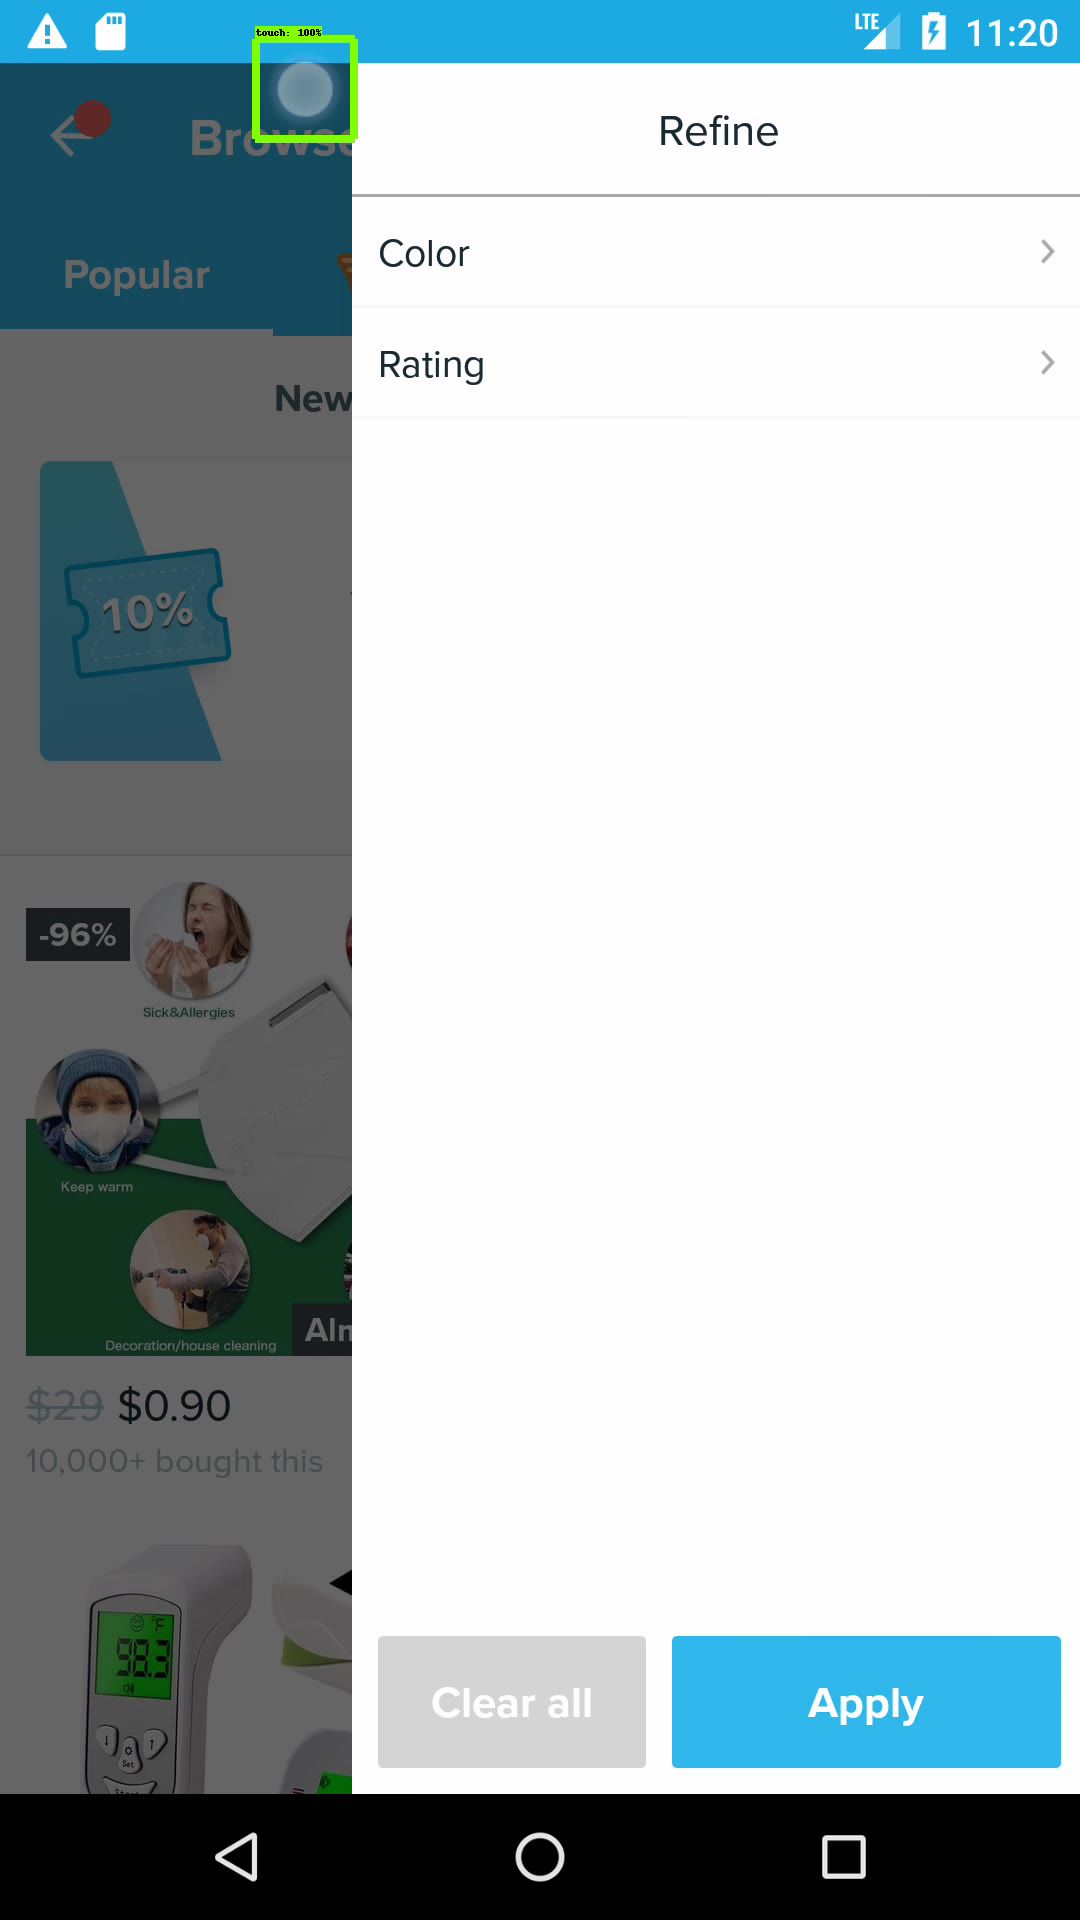 LTE
11:20
touch: 100%
Browse
Refine
Popular
Color
Rating
New
10%
-96%
Sick&Allergies
Keep warm
Decoration/house cleaning
$29 $0.90
10,000+ bought this
°F
98.3
Set
Clear all
Apply